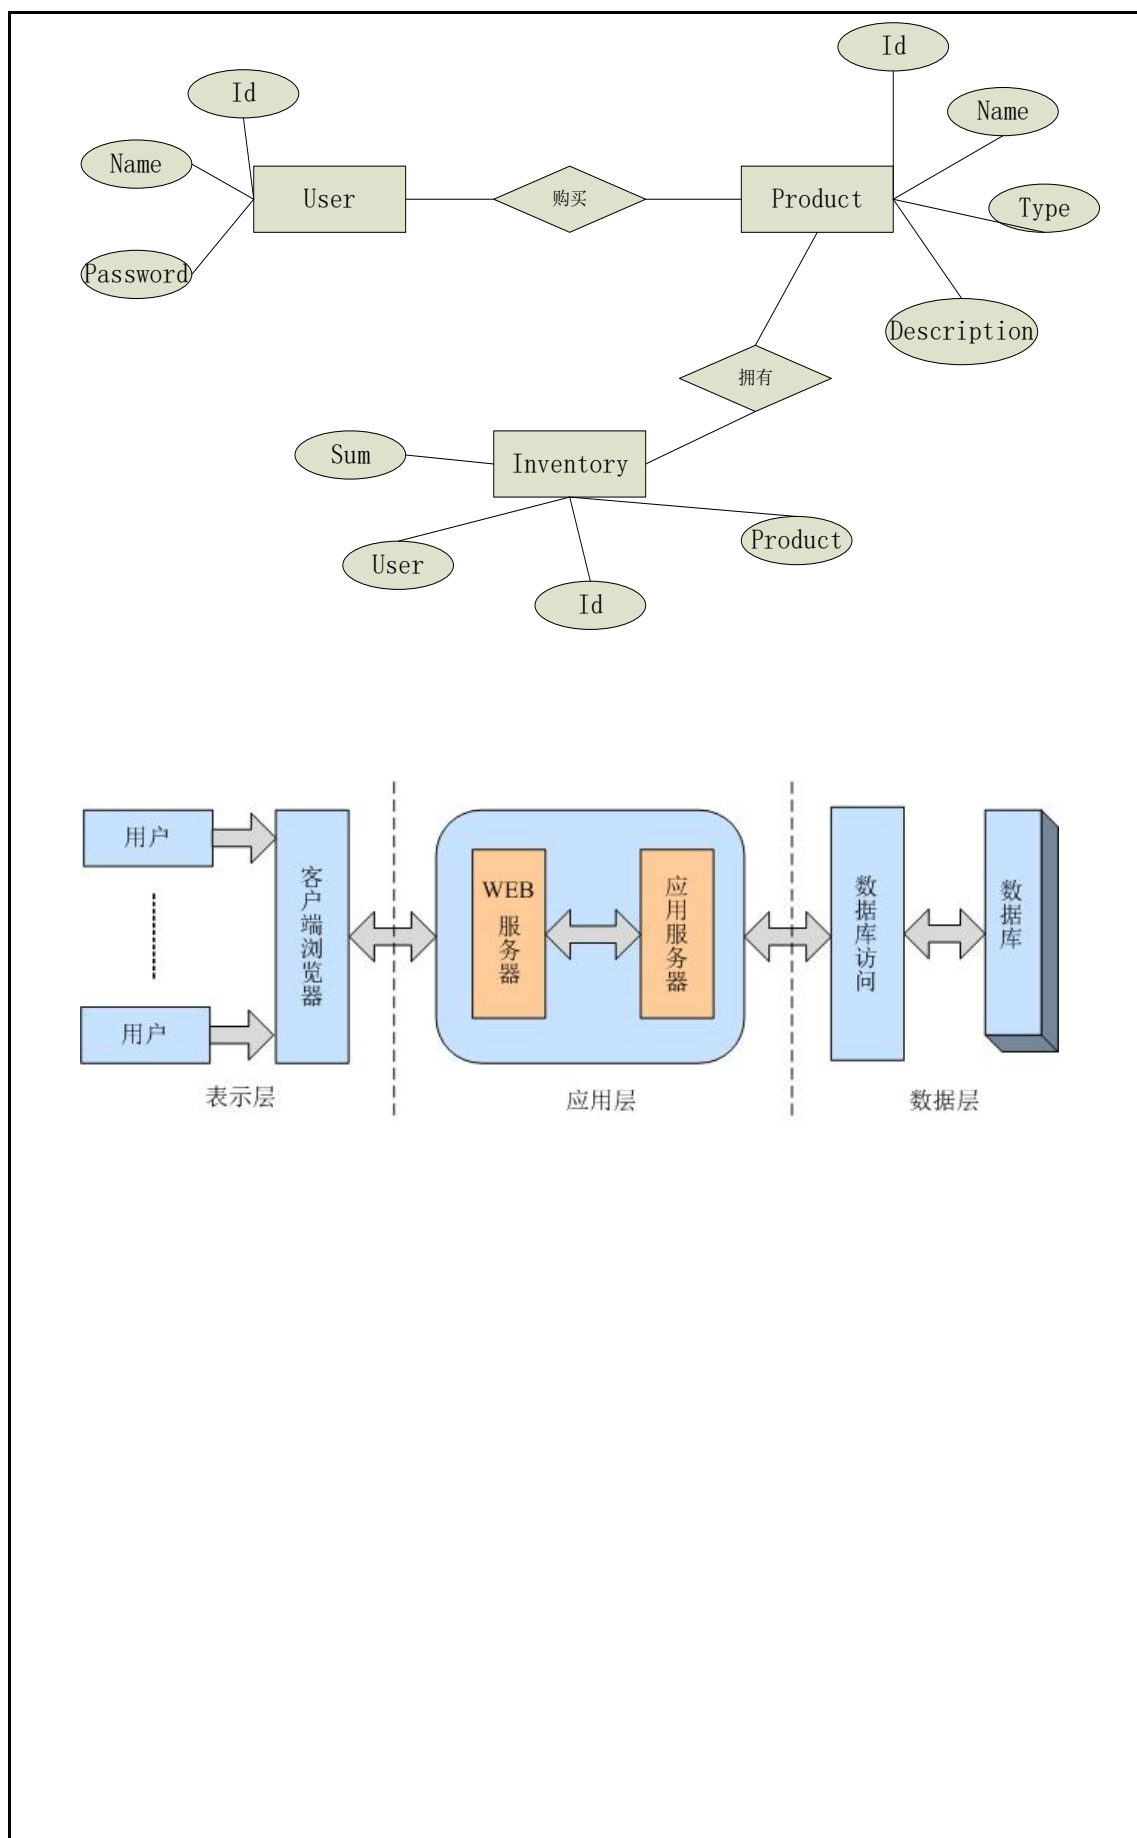 Id
Id
Name
Name
User
购买
Product
Type
Password
Description
拥有
Sum
Inventory
User
Product
Id
用户
用户
客户端浏览器
WEB
服务器
应用服务器
数据库访问
数据库
表示层
应用层
数据层